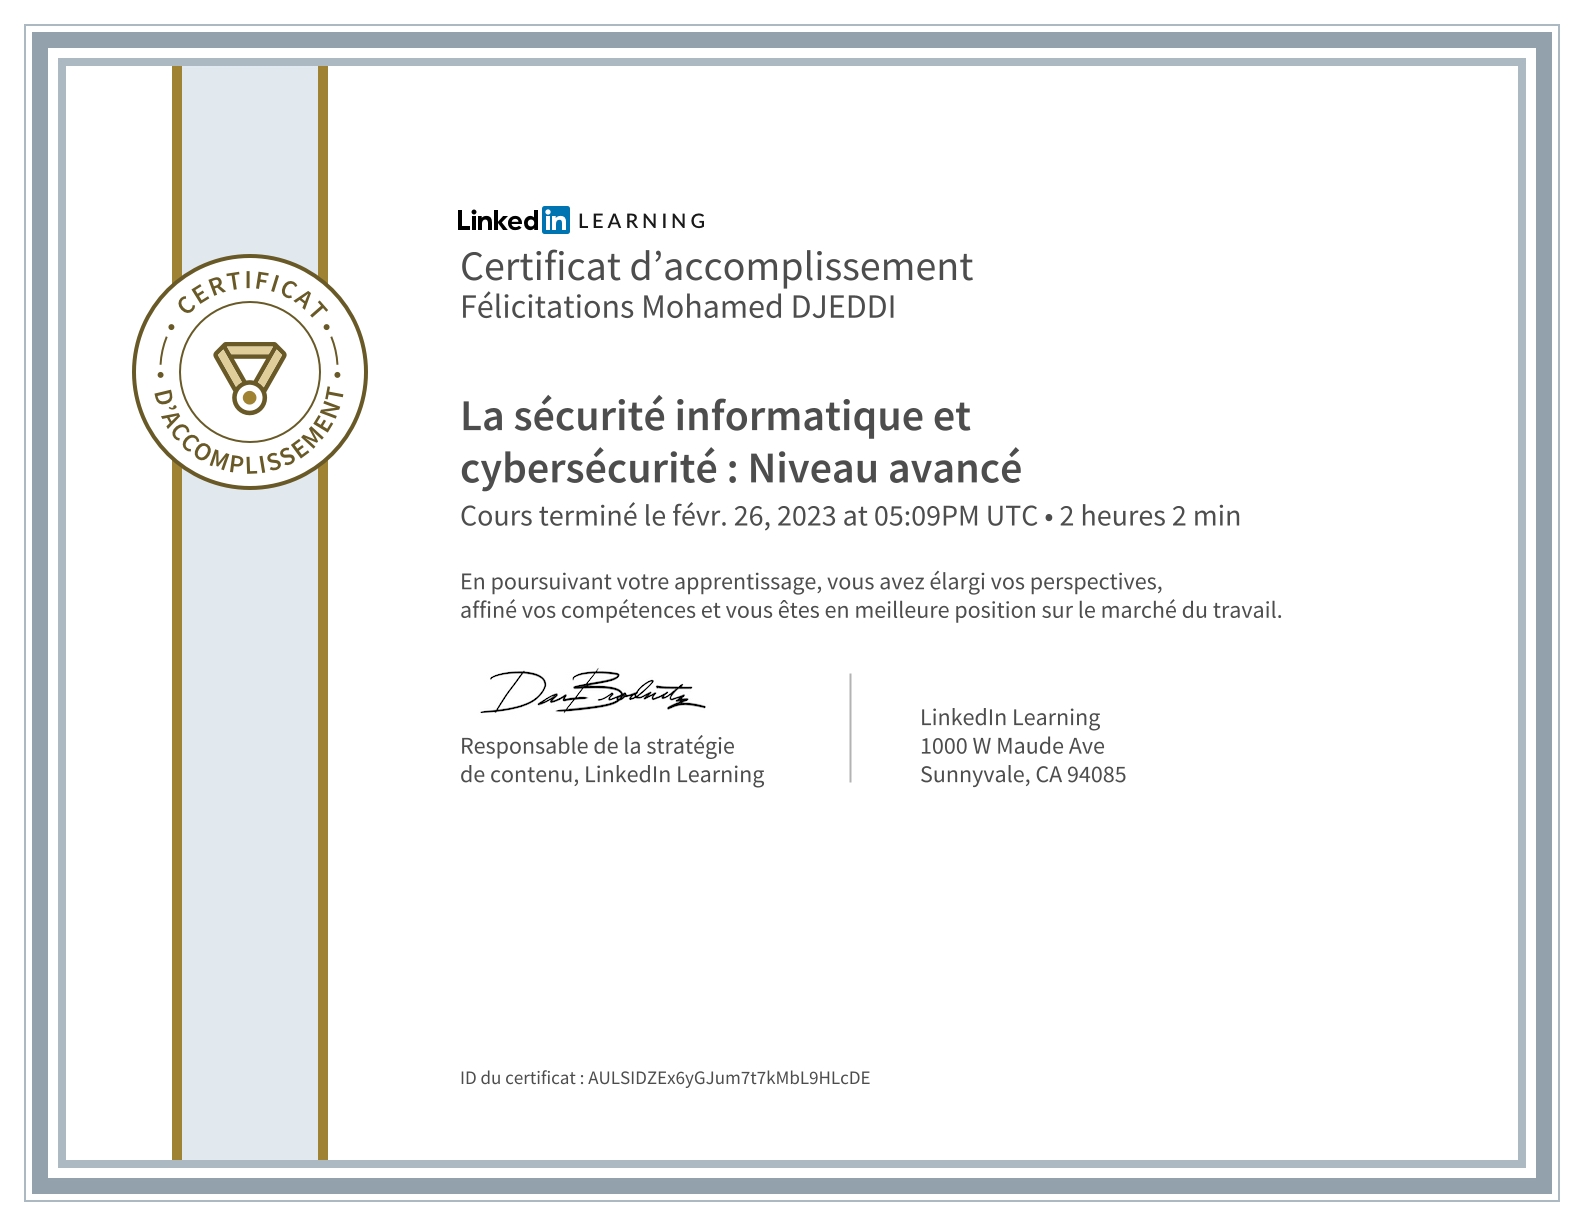 LinkedIn LEARNING
Certificat d’accomplissement
Félicitations Mohamed DJEDDI
CERTIFICAT
D’ACCOMPLISSEMENT
La sécurité informatique et
cybersécurité : Niveau avancé
Cours terminé le févr. 26, 2023 at 05:09PM UTC • 2 heures 2 min
En poursuivant votre apprentissage, vous avez élargi vos perspectives,
affiné vos compétences et vous êtes en meilleure position sur le marché du travail.
Dan Brodnitz
Responsable de la stratégie
de contenu, LinkedIn Learning
LinkedIn Learning
1000 W Maude Ave
Sunnyvale, CA 94085
ID du certificat : AULSIDZEx6yGJum7t7kMbL9HLcDE